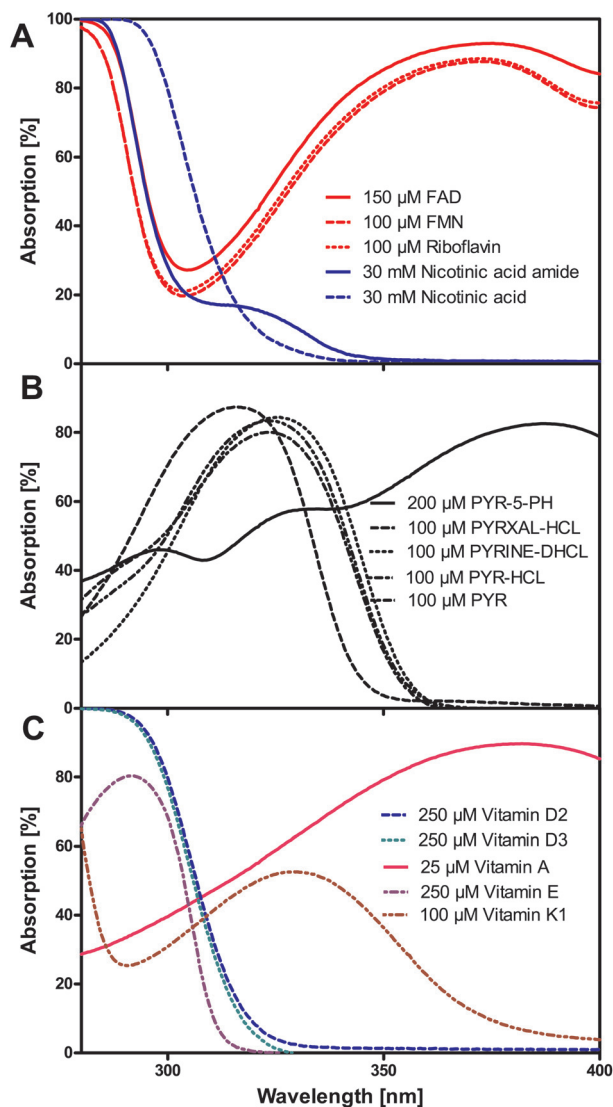 A
100
80
60
40
20
0
Absorption [%]
150 µM FAD
100 µM FMN
100 µM Riboflavin
30 mM Nicotinic acid amide
30 mM Nicotinic acid
B
80
60
40
20
0
Absorption [%]
200 µM PYR-5-PH
100 µM PYRXAL-HCL
100 µM PYRINE-DHCL
100 µM PYR-HCL
100 µM PYR
C
80
60
40
20
0
Absorption [%]
250 µM Vitamin D2
250 µM Vitamin D3
25 µM Vitamin A
250 µM Vitamin E
100 µM Vitamin K1
300
350
400
Wavelength [nm]